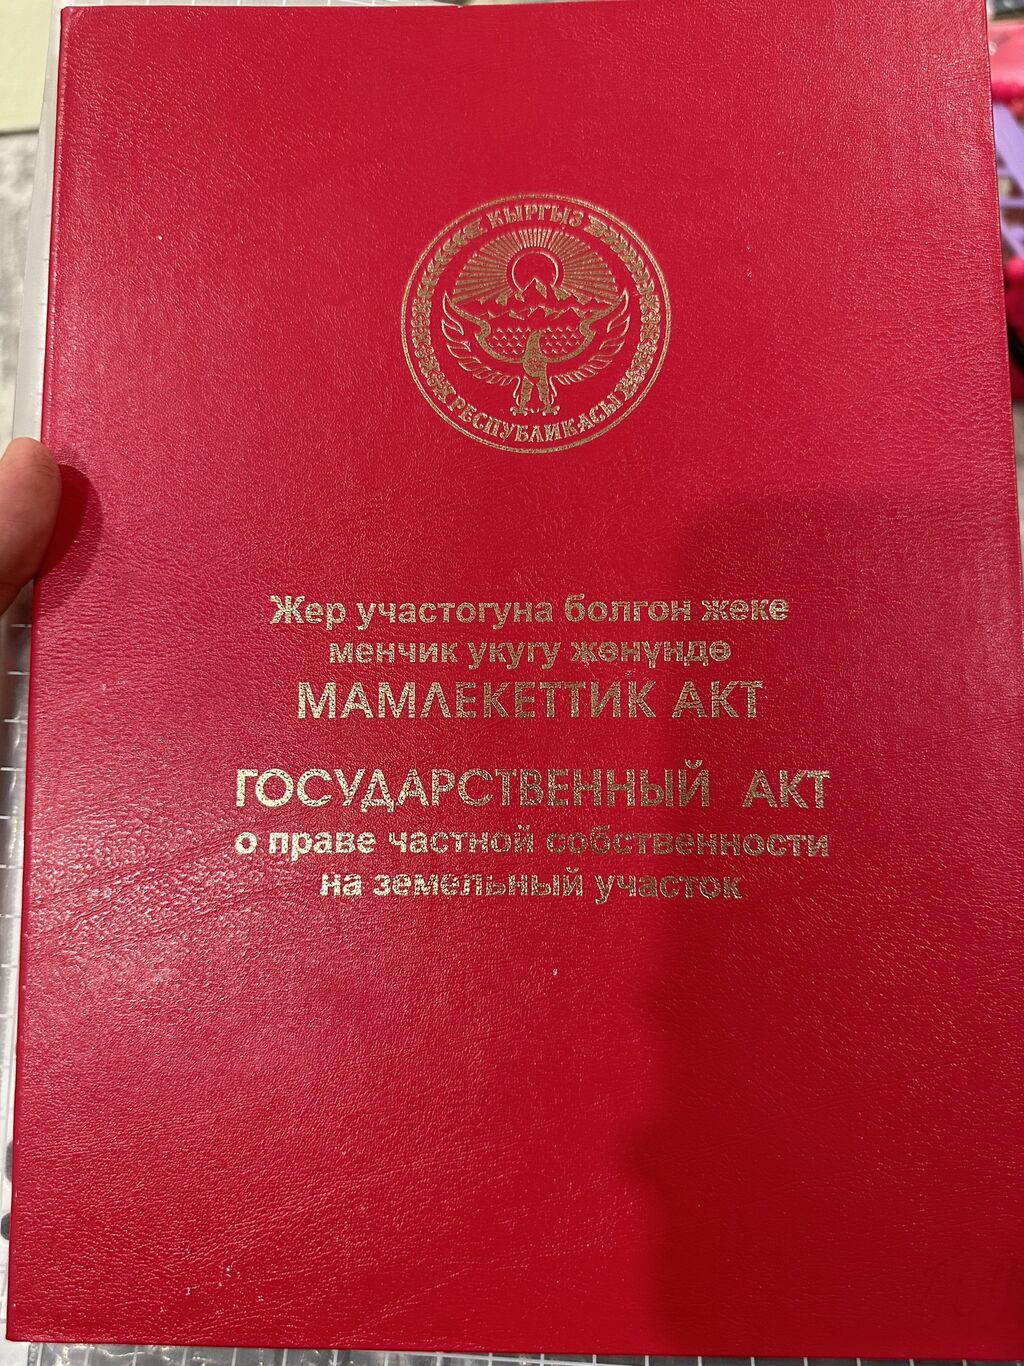 КЫРГЫЗ
РЕСПУБЛИКАСЫ
Жер участогуна болгон жеке
менчик укугу жөнүндө
МАМЛЕКЕТТИК АКТ
ГОСУДАРСТВЕННЫЙ АКТ
о праве частной собственности
на земельный участок